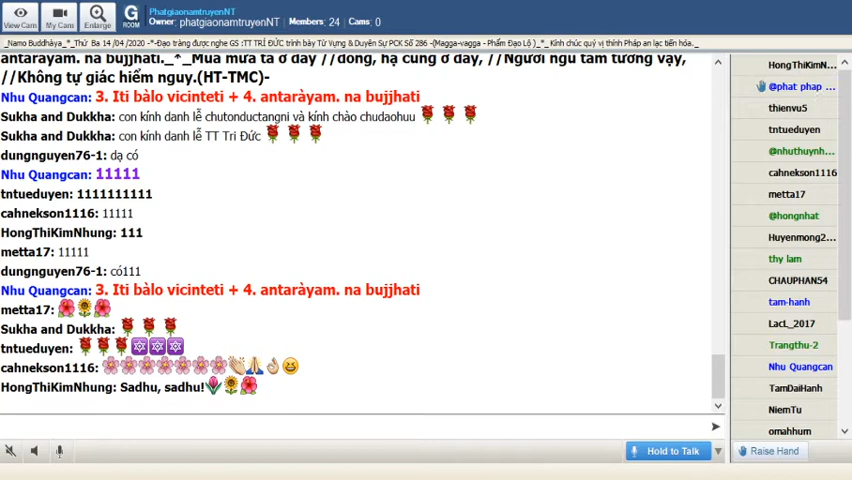 View Cam
My Cams
Enlarge
G
ROOM
PhatgiaonamtruyenNT
Owner: phatgiaonamtruyenNT Members: 24 Cams: 0
_Namo Buddhàya_*_Thứ Ba 14 /04 /2020 -*-Đạo tràng được nghe GS :TT TRÍ ĐỨC trình bày Từ Vựng & Duyên Sự PCK Số 286 -(Magga-vagga - Phẩm Đạo Lộ )_*_ Kính chúc quý vị thính Pháp an lạc tiến hóa._
antaràyam. na bujjhati._*_Mùa mưa ta ở đây //đông, hạ cũng ở đây, //Người ngu tâm tưởng vậy,
//Không tự giác hiểm nguy.(HT-TMC)-
Nhu Quangcan: 3. Iti bàlo vicinteti + 4. antaràyam. na bujjhati
Sukha and Dukkha: con kính danh lễ chutonductangni và kính chào chudaohuu
Sukha and Dukkha: con kính danh lễ TT Tri Đức
dungnguyen76-1: dạ có
Nhu Quangcan: 11111
tntueduyen: 1111111111
cahnekson1116: 11111
HongThiKimNhung: 111
metta17: 11111
dungnguyen76-1: có111
Nhu Quangcan: 3. Iti bàlo vicinteti + 4. antaràyam. na bujjhati
metta17:
Sukha and Dukkha:
tntueduyen:
cahnekson1116:
HongThiKimNhung: Sadhu, sadhu!
HongThiKimN...
@phat phap ...
thienvu5
tntueduyen
@nhuthuynh...
cahnekson1116
metta17
@hongnhat
Huyenmong2...
thy lam
CHAUPHAN54
tam-hanh
LacL_2017
Trangthu-2
Nhu Quangcan
TamDaiHanh
NiemTu
omahhum
Hold to Talk
Raise Hand